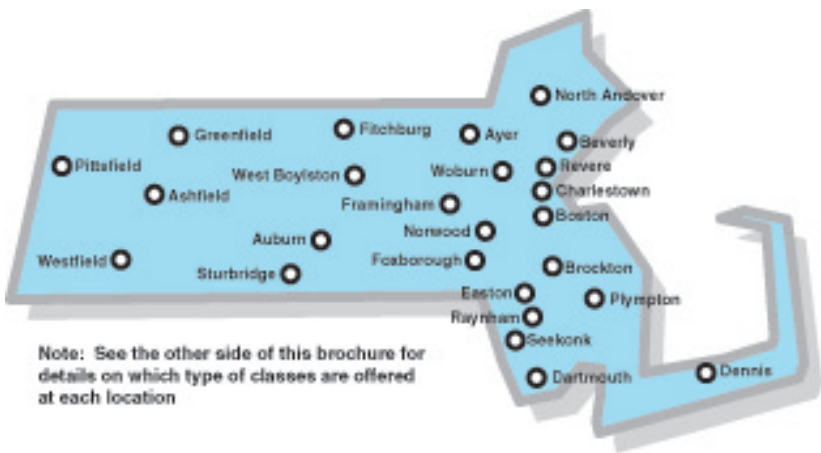 North Andover
Greenfield
Fitchburg
Ayer
Beverly
Pittsfield
West Boylston
Woburn
Revere
Ashfield
Charlestown
Framingham
Boston
Auburn
Norwood
Westfield
Foxborough
Brockton
Sturbridge
Easton
Plympton
Raynham
Seekonk
Note: See the other side of this brochure for
details on which type of classes are offered
at each location
Dartmouth
Dennis